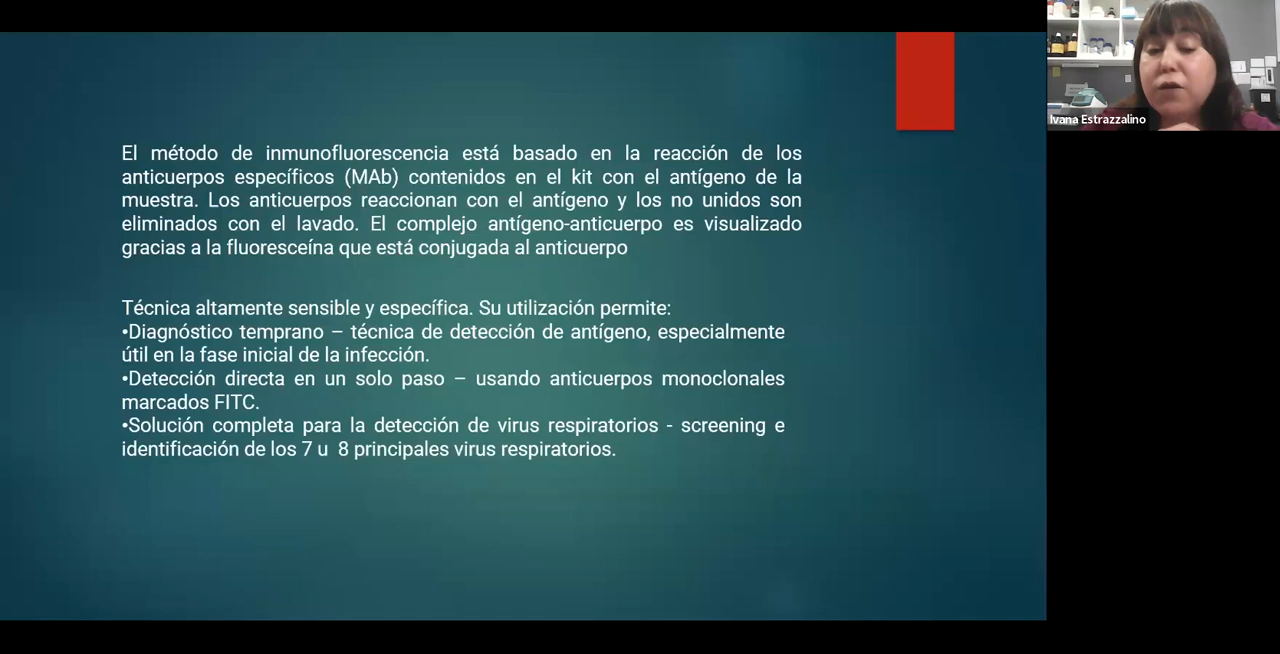 El método de inmunofluorescencia está basado en la reacción de los
anticuerpos específicos (MAb) contenidos en el kit con el antígeno de la
muestra. Los anticuerpos reaccionan con el antígeno y los no unidos son
eliminados con el lavado. El complejo antígeno-anticuerpo es visualizado
gracias a la fluoresceína que está conjugada al anticuerpo
Técnica altamente sensible y específica. Su utilización permite:
•Diagnóstico temprano – técnica de detección de antígeno, especialmente
útil en la fase inicial de la infección.
•Detección directa en un solo paso – usando anticuerpos monoclonales
marcados FITC.
•Solución completa para la detección de virus respiratorios - screening e
identificación de los 7 u  8 principales virus respiratorios.
Ivana Estrazzalino